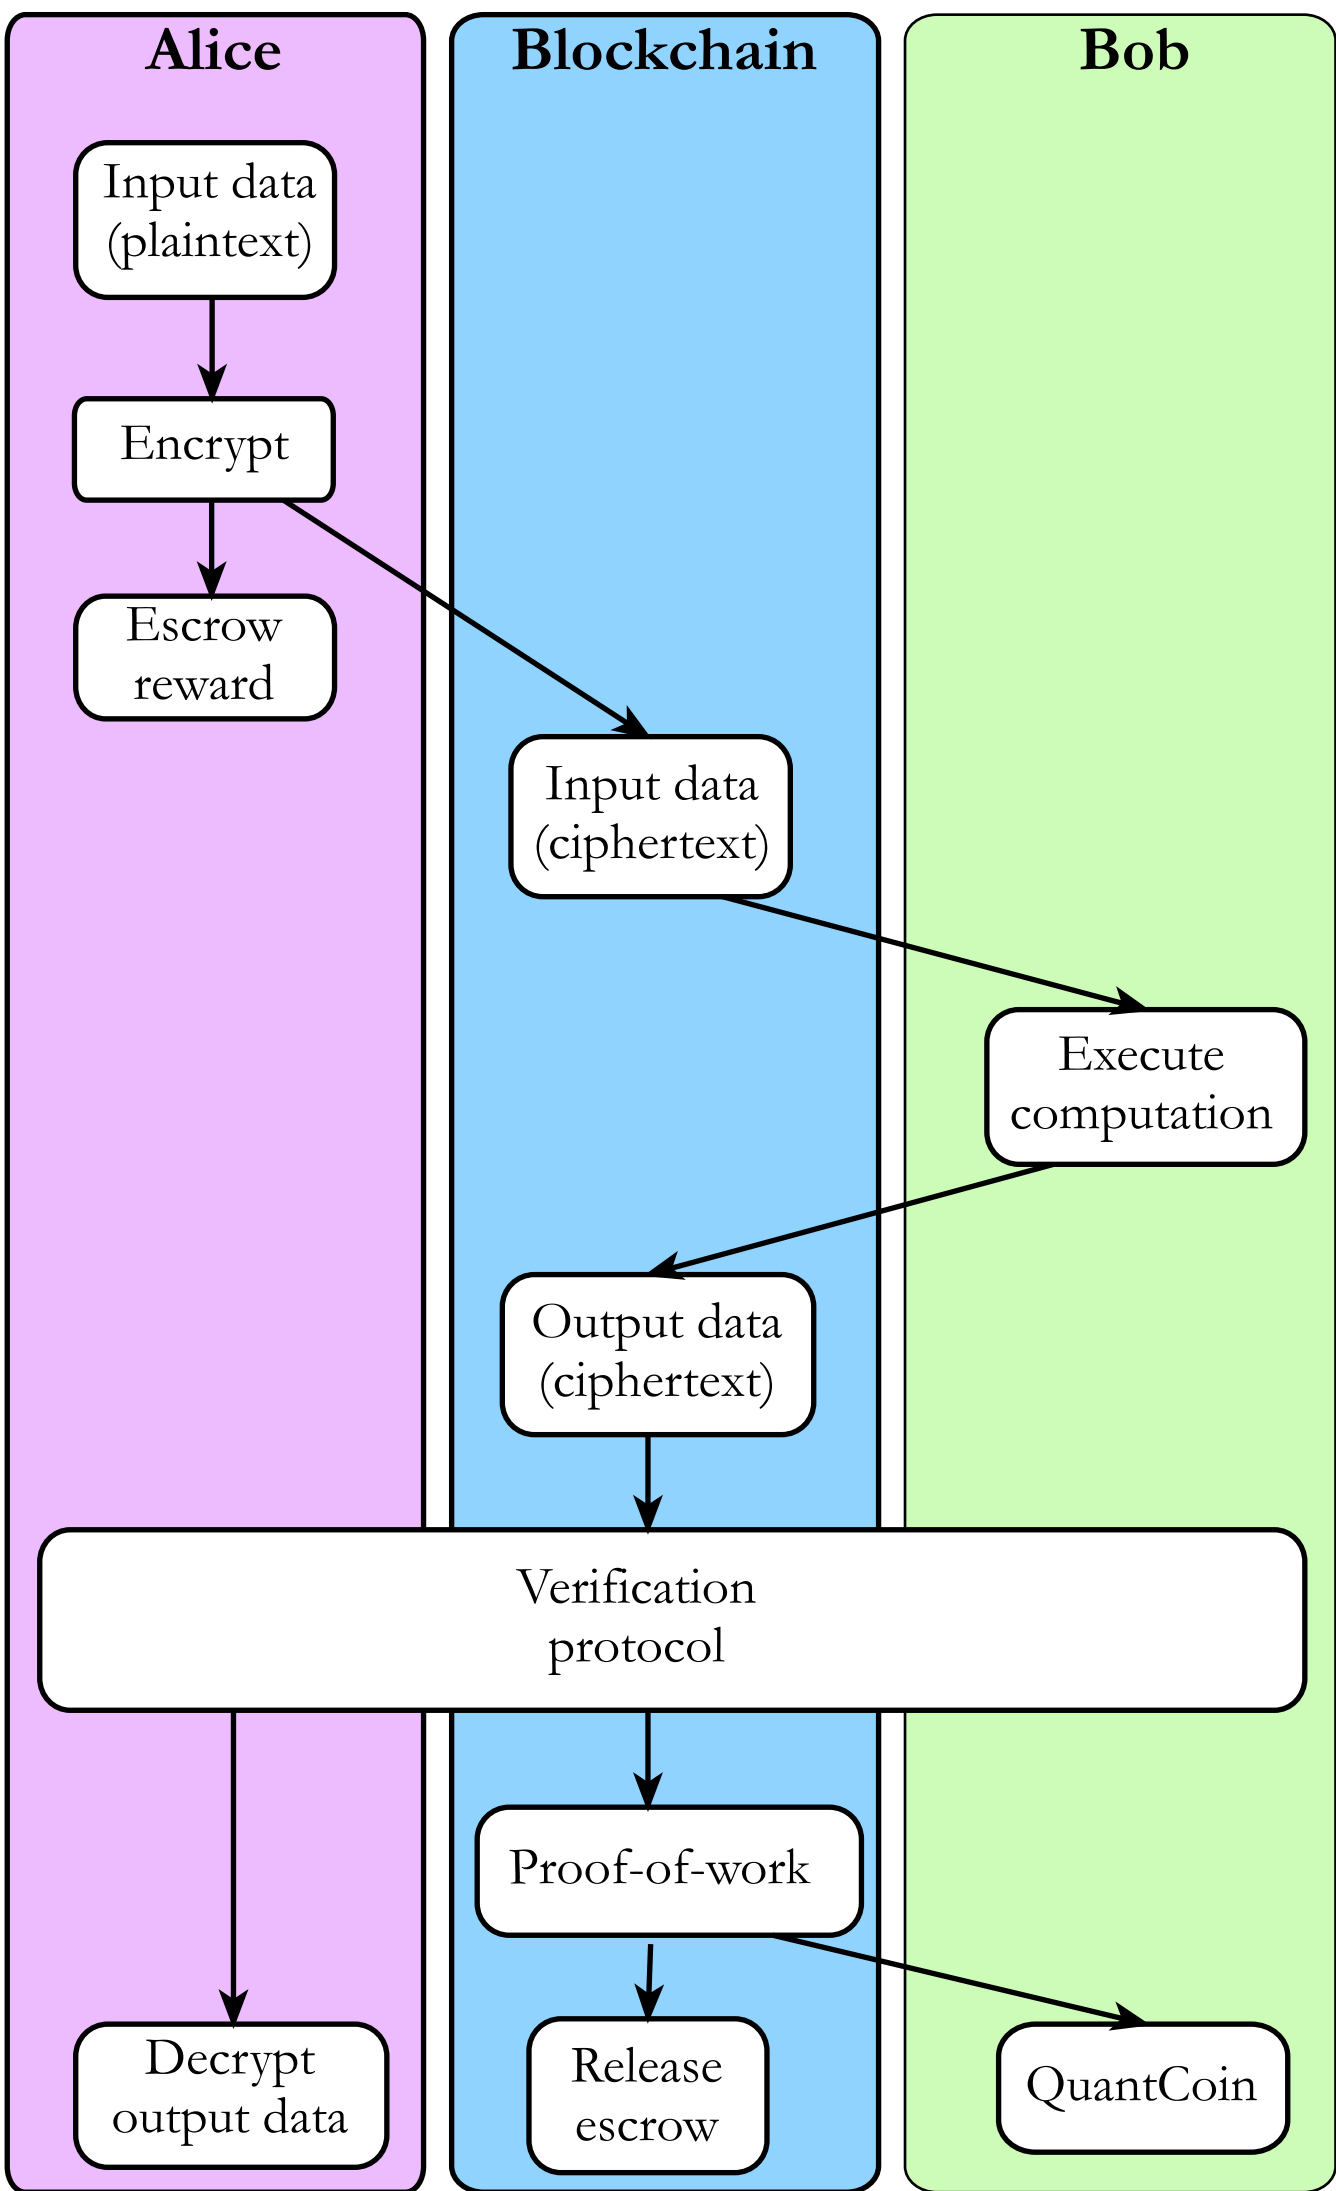 Alice
Blockchain
Bob
Input data
(plaintext)
Encrypt
Escrow
reward
Input data
(ciphertext)
Execute
computation
Output data
(ciphertext)
Verification
protocol
Proof-of-work
Decrypt
output data
Release
escrow
QuantCoin